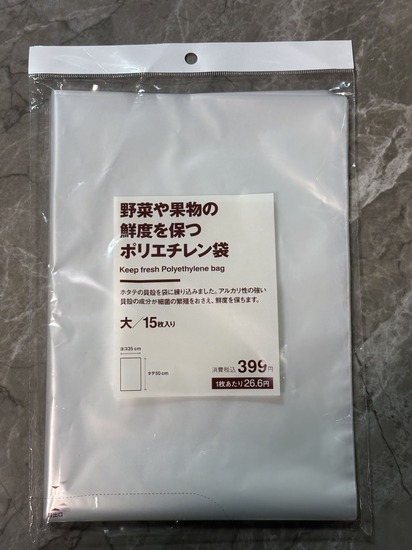 野菜や果物の
鮮度を保つ
ポリエチレン袋
Keep fresh Polyethylene bag
ホタテの貝殻を袋に練り込みました。アルカリ性の強い
貝殻の成分が細菌の繁殖をおさえ、鮮度を保ちます。
大／15枚入り
ヨコ35cm
タテ50cm
消費税込 399円
1枚あたり 26.6円